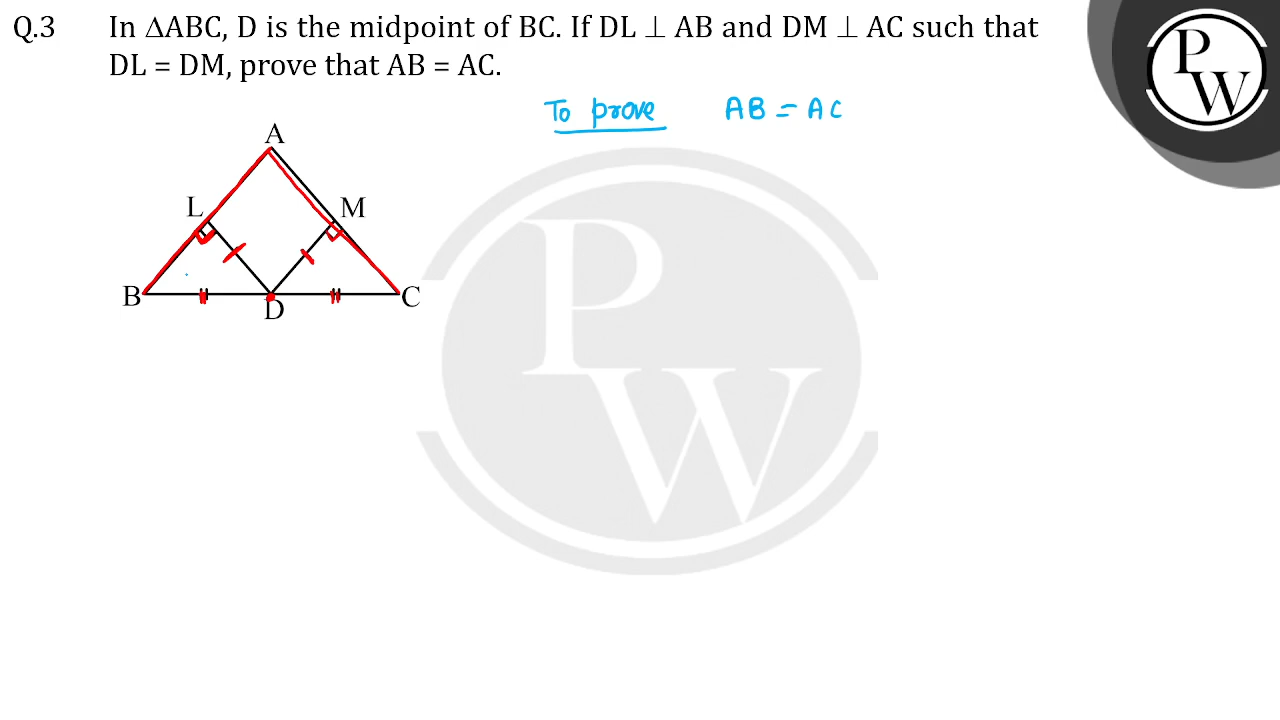 Q.3 In ΔABC, D is the midpoint of BC. If DL ⊥ AB and DM ⊥ AC such that
DL = DM, prove that AB = AC.
To prove AB = AC
A
L M
B D C
P
W
P
W